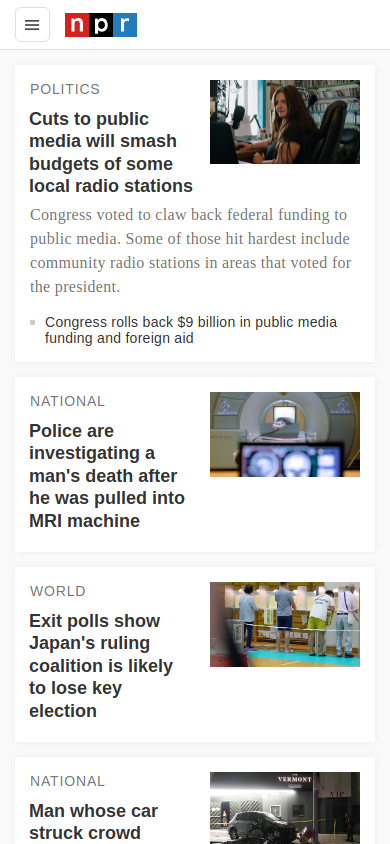 npr
POLITICS
Cuts to public
media will smash
budgets of some
local radio stations
Congress voted to claw back federal funding to
public media. Some of those hit hardest include
community radio stations in areas that voted for
the president.
Congress rolls back $9 billion in public media
funding and foreign aid
NATIONAL
Police are
investigating a
man's death after
he was pulled into
MRI machine
WORLD
Exit polls show
Japan's ruling
coalition is likely
to lose key
election
NATIONAL
Man whose car
struck crowd
VERMONT
VIP